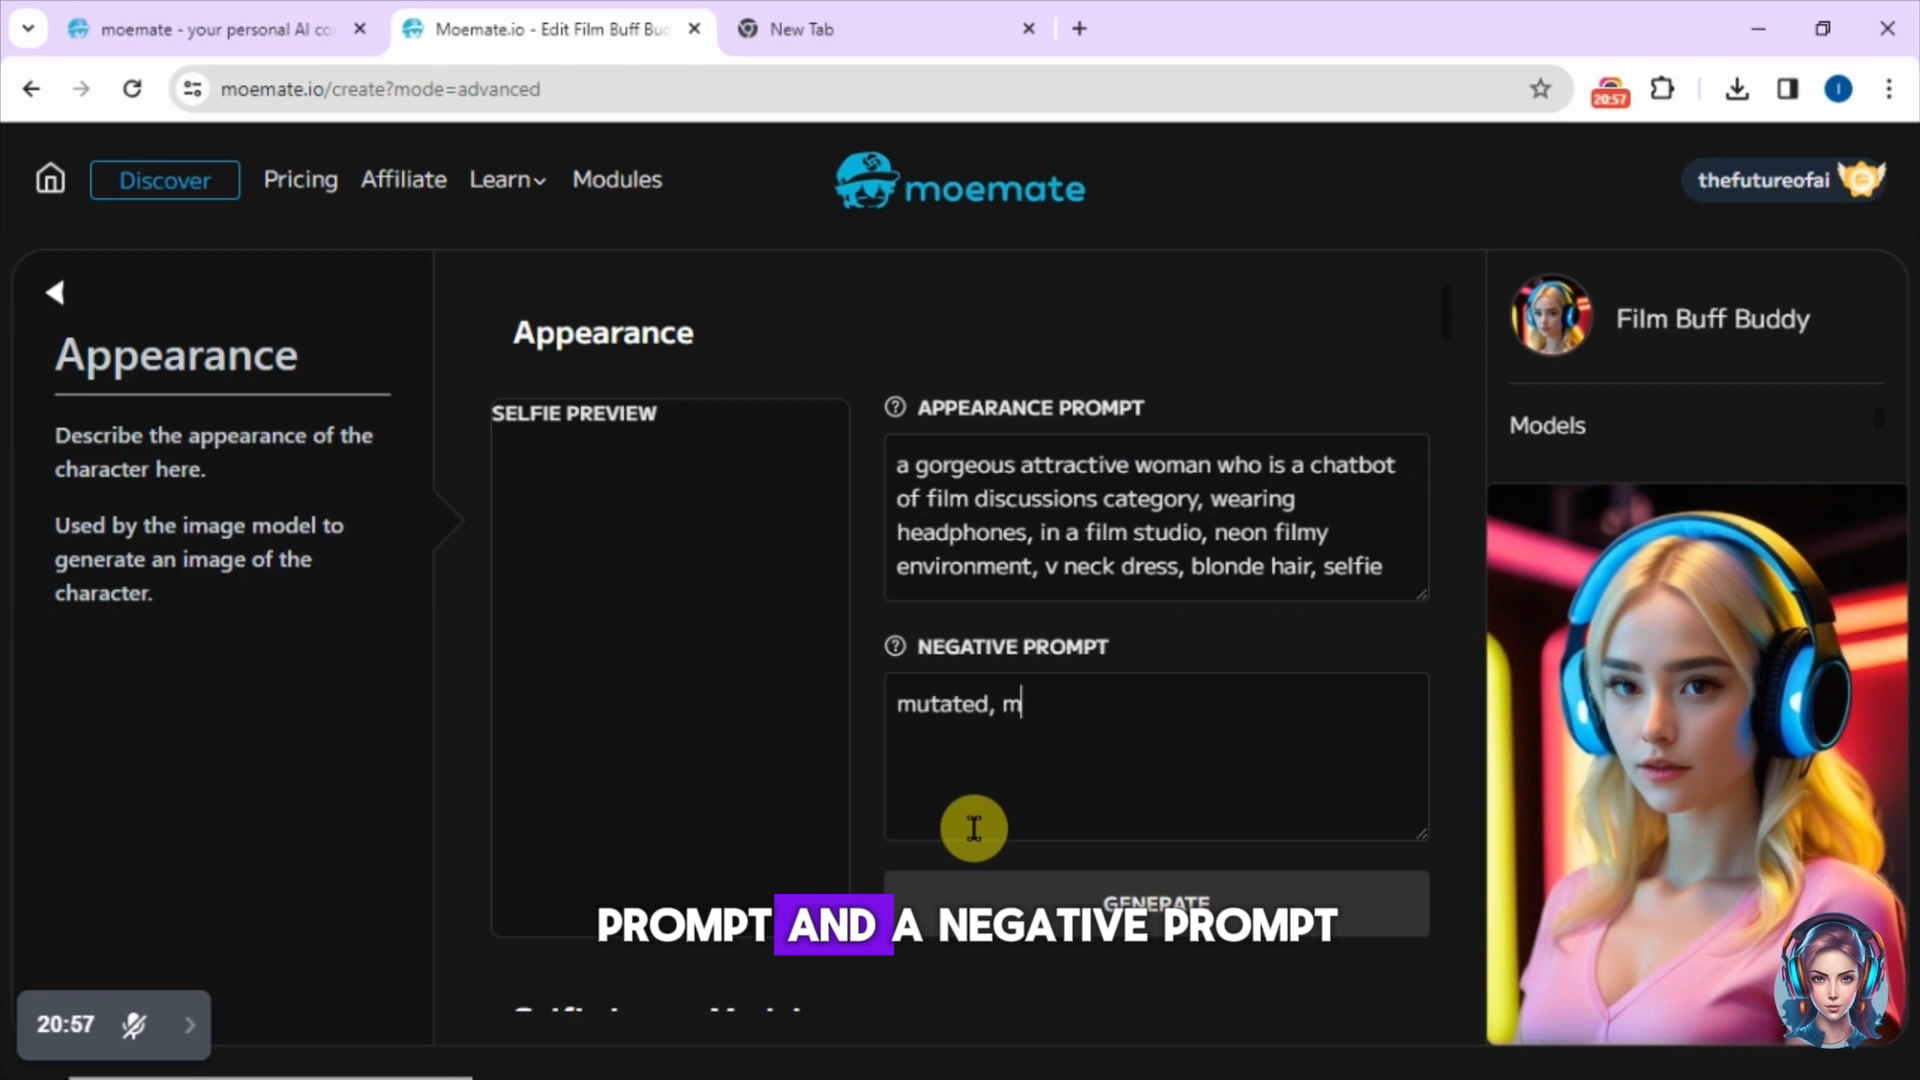 moemate - your personal AI co
Moemate.io - Edit Film Buff Bud
New Tab
moemate.io/create?mode=advanced
20:57
I
Discover
Pricing
Affiliate
Learn
Modules
moemate
thefutureofai
Appearance
Describe the appearance of the
character here.
Used by the image model to
generate an image of the
character.
Appearance
SELFIE PREVIEW
APPEARANCE PROMPT
a gorgeous attractive woman who is a chatbot
of film discussions category, wearing
headphones, in a film studio, neon filmy
environment, v neck dress, blonde hair, selfie
NEGATIVE PROMPT
mutated, m
GENERATE
PROMPT AND A NEGATIVE PROMPT
Film Buff Buddy
Models
20:57